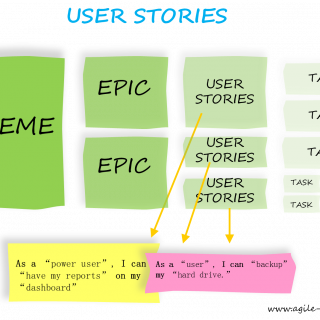 USER STORIES
EME
EPIC
EPIC
USER
STORIES
USER
STORIES
USER
STORIES
TA
TA
TA
TASK
TASK
As a “power user”, I can
“have my reports” on my
“dashboard”
As a “user”, I can “backup”
my “hard drive.”
www.agile-